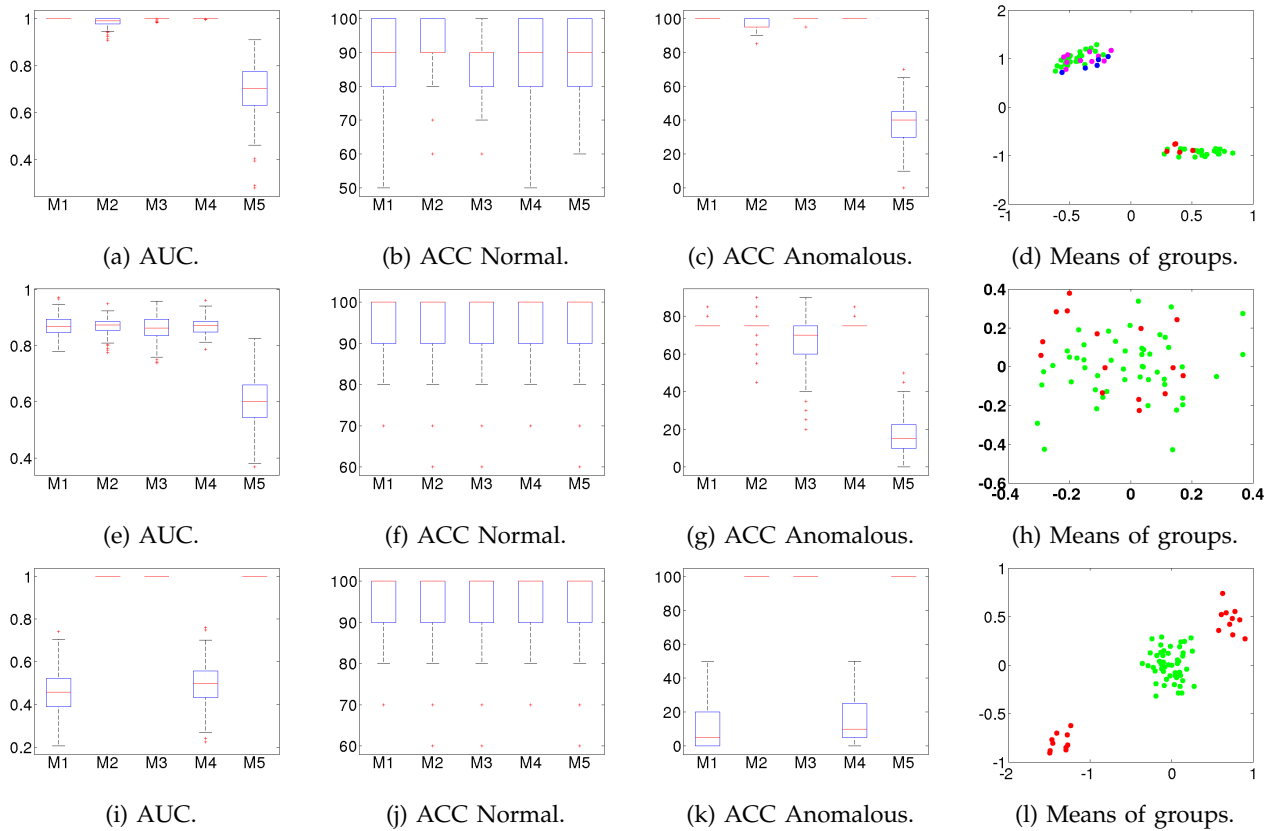 1
0.8
0.6
0.4
M1 M2 M3 M4 M5
(a) AUC.
100
90
80
70
60
50
M1 M2 M3 M4 M5
(b) ACC Normal.
100
80
60
40
20
0
M1 M2 M3 M4 M5
(c) ACC Anomalous.
2
1
0
-1
-2
-1 -0.5 0 0.5 1
(d) Means of groups.
1
0.8
0.6
0.4
M1 M2 M3 M4 M5
(e) AUC.
100
90
80
70
60
M1 M2 M3 M4 M5
(f) ACC Normal.
80
60
40
20
0
M1 M2 M3 M4 M5
(g) ACC Anomalous.
0.4
0.2
0
-0.2
-0.4
-0.6
-0.4 -0.2 0 0.2 0.4
(h) Means of groups.
1
0.8
0.6
0.4
0.2
M1 M2 M3 M4 M5
(i) AUC.
100
90
80
70
60
M1 M2 M3 M4 M5
(j) ACC Normal.
100
80
60
40
20
0
M1 M2 M3 M4 M5
(k) ACC Anomalous.
1
0.5
0
-0.5
-1
-2 -1 0 1
(l) Means of groups.